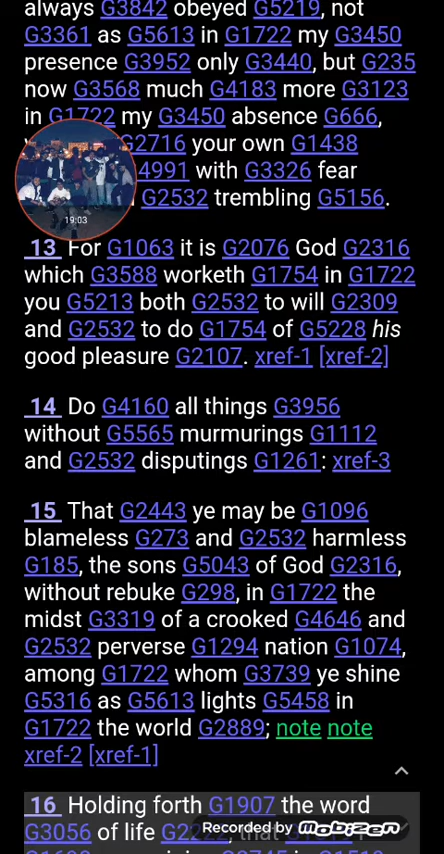 always G3842 obeyed G5219, not
G3361 as G5613 in G1722 my G3450
presence G3952 only G3440, but G235
now G3568 much G4183 more G3123
in G1722 my G3450 absence G666,
G2716 your own G1438
4991 with G3326 fear
G2532 trembling G5156.
19:03
13 For G1063 it is G2076 God G2316
which G3588 worketh G1754 in G1722
you G5213 both G2532 to will G2309
and G2532 to do G1754 of G5228 his
good pleasure G2107. xref-1 [xref-2]
14 Do G4160 all things G3956
without G5565 murmurings G1112
and G2532 disputings G1261: xref-3
15 That G2443 ye may be G1096
blameless G273 and G2532 harmless
G185, the sons G5043 of God G2316,
without rebuke G298, in G1722 the
midst G3319 of a crooked G4646 and
G2532 perverse G1294 nation G1074,
among G1722 whom G3739 ye shine
G5316 as G5613 lights G5458 in
G1722 the world G2889; note note
xref-2 [xref-1]
16 Holding forth G1907 the word
G3056 of life that
Recorded by Mobizen